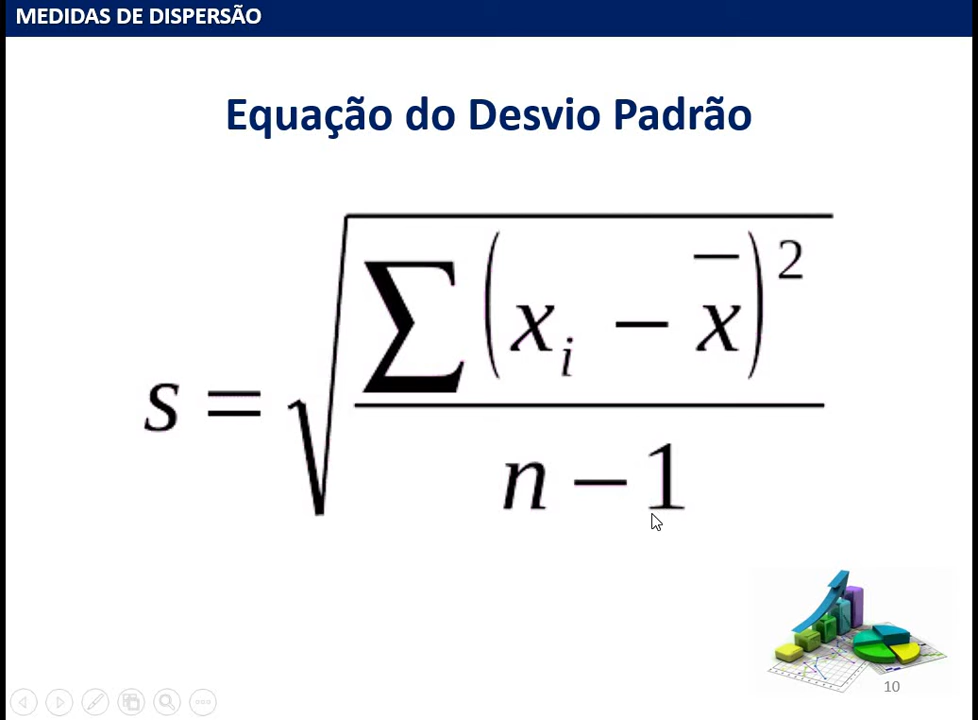 MEDIDAS DE DISPERSÃO
Equação do Desvio Padrão
s = √(∑(xᵢ − x̄)² / (n − 1))
10